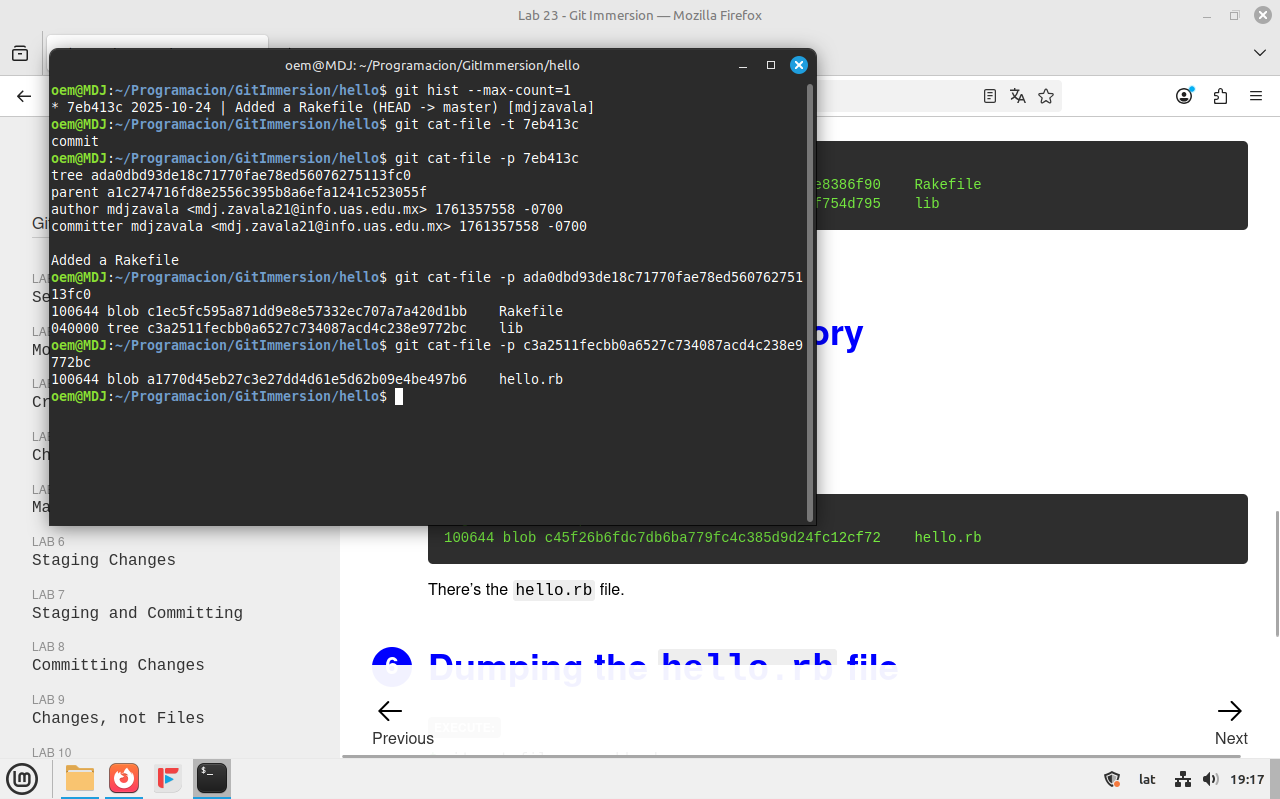 Lab 23 - Git Immersion — Mozilla Firefox
oem@MDJ: ~/Programacion/GitImmersion/hello
oem@MDJ:~/Programacion/GitImmersion/hello$ git hist --max-count=1
* 7eb413c 2025-10-24 | Added a Rakefile (HEAD -> master) [mdjzavala]
oem@MDJ:~/Programacion/GitImmersion/hello$ git cat-file -t 7eb413c
commit
oem@MDJ:~/Programacion/GitImmersion/hello$ git cat-file -p 7eb413c
tree ada0dbd93de18c71770fae78ed56076275113fc0
parent a1c274716fd8e2556c395b8a6efa1241c523055f
author mdjzavala <mdj.zavala21@info.uas.edu.mx> 1761357558 -0700
committer mdjzavala <mdj.zavala21@info.uas.edu.mx> 1761357558 -0700
Added a Rakefile
oem@MDJ:~/Programacion/GitImmersion/hello$ git cat-file -p ada0dbd93de18c71770fae78ed560762751
13fc0
100644 blob c1ec5fc595a871dd9e8e57332ec707a7a420d1bb    Rakefile
040000 tree c3a2511fecbb0a6527c734087acd4c238e9772bc    lib
oem@MDJ:~/Programacion/GitImmersion/hello$ git cat-file -p c3a2511fecbb0a6527c734087acd4c238e9
772bc
100644 blob a1770d45eb27c3e27dd4d61e5d62b09e4be497b6    hello.rb
oem@MDJ:~/Programacion/GitImmersion/hello$
e8386f90    Rakefile
f754d795    lib
ory
100644 blob c45f26b6fdc7db6ba779fc4c385d9d24fc12cf72    hello.rb
There’s the hello.rb file.
6 Dumping the hello.rb file
EXECUTE:
Previous
Next
Gi
LAB
Se
LAB
Mo
LAB
Cr
LAB
Ch
LAB
Ma
LAB 6
Staging Changes
LAB 7
Staging and Committing
LAB 8
Committing Changes
LAB 9
Changes, not Files
LAB 10
lat
19:17